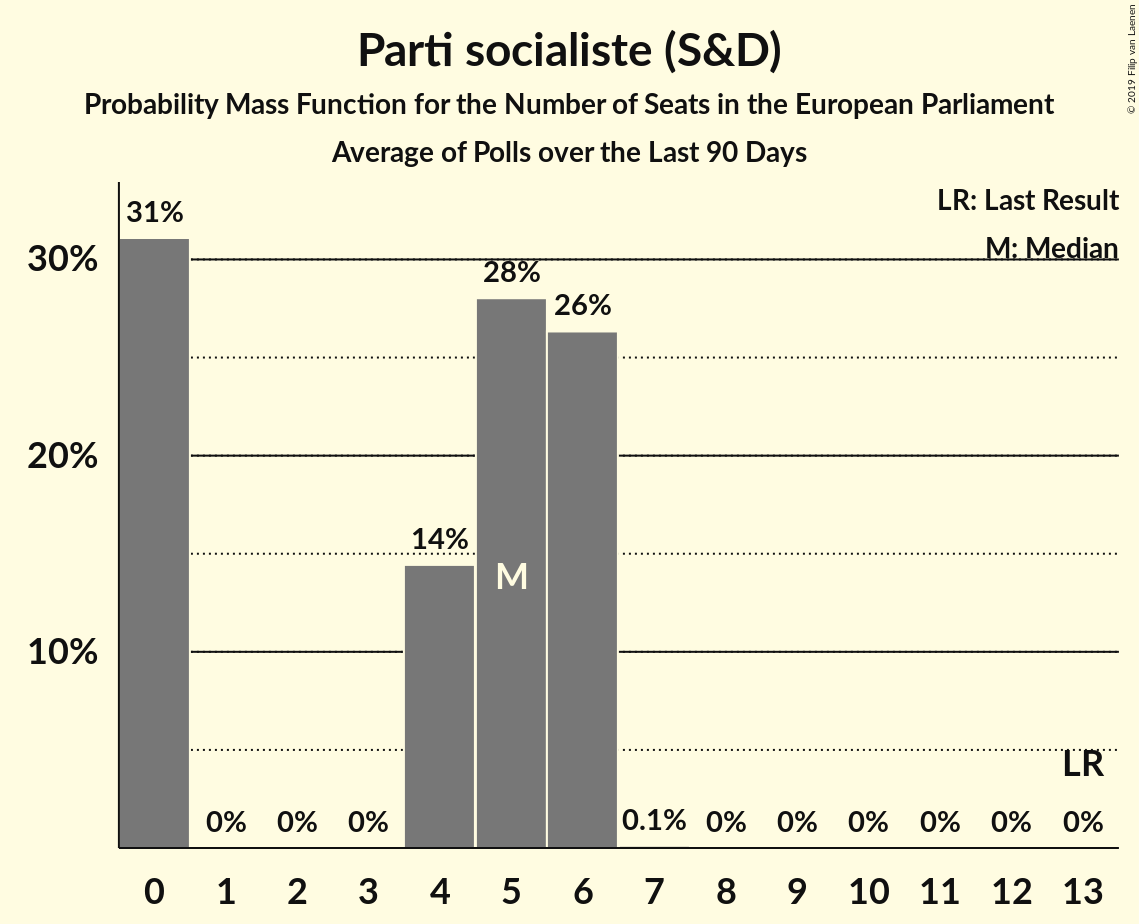 Parti socialiste (S&D)
Probability Mass Function for the Number of Seats in the European Parliament
Average of Polls over the Last 90 Days
© 2019 Filip van Laenen
LR: Last Result
M: Median
31%
30%
28%
26%
20%
14%
M
10%
LR
0% 0% 0% 0.1% 0% 0% 0% 0% 0% 0%
0 1 2 3 4 5 6 7 8 9 10 11 12 13